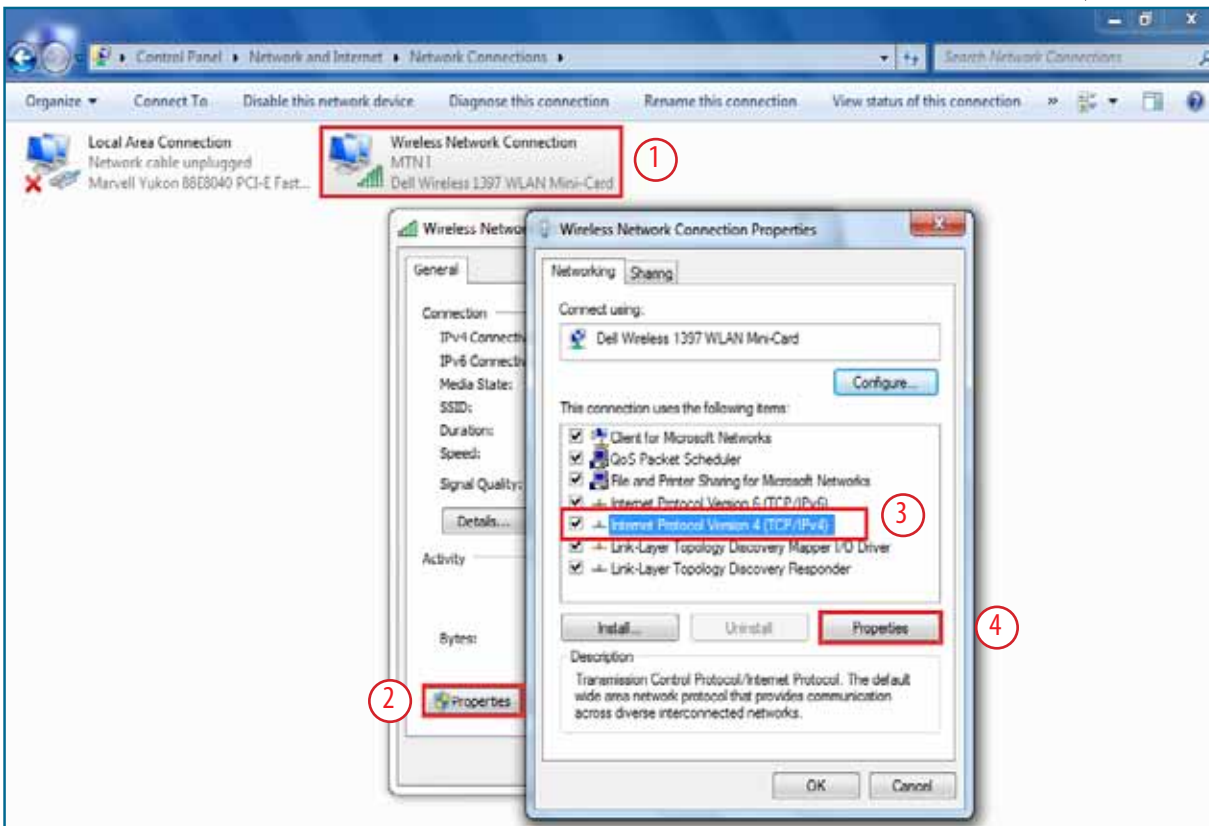 Control Panel Network and Internet Network Connections
Search Network Connections
Organize Connect To Disable this network device Diagnose this connection Rename this connection View status of this connection »
Local Area Connection
Network cable unplugged
Marvell Yukon 88E8040 PCI-E Fast...
Wireless Network Connection
MTN1
Dell Wireless 1397 WLAN Mini-Card
1
Wireless Networ
General
Connection
IPv4 Connectiv
IPv6 Connectiv
Media State:
SSID:
Duration:
Speed:
Signal Quality:
Details...
Activity
Bytes:
2
Properties
Wireless Network Connection Properties
Networking Sharing
Connect using:
Dell Wireless 1397 WLAN Mini-Card
Configure...
This connection uses the following items:
Client for Microsoft Networks
QoS Packet Scheduler
File and Printer Sharing for Microsoft Networks
Internet Protocol Version 6 (TCP/IPv6)
Internet Protocol Version 4 (TCP/IPv4)
3
Link-Layer Topology Discovery Mapper I/O Driver
Link-Layer Topology Discovery Responder
Install... Uninstall Properties
4
Description
Transmission Control Protocol/Internet Protocol. The default
wide area network protocol that provides communication
across diverse interconnected networks.
OK Cancel